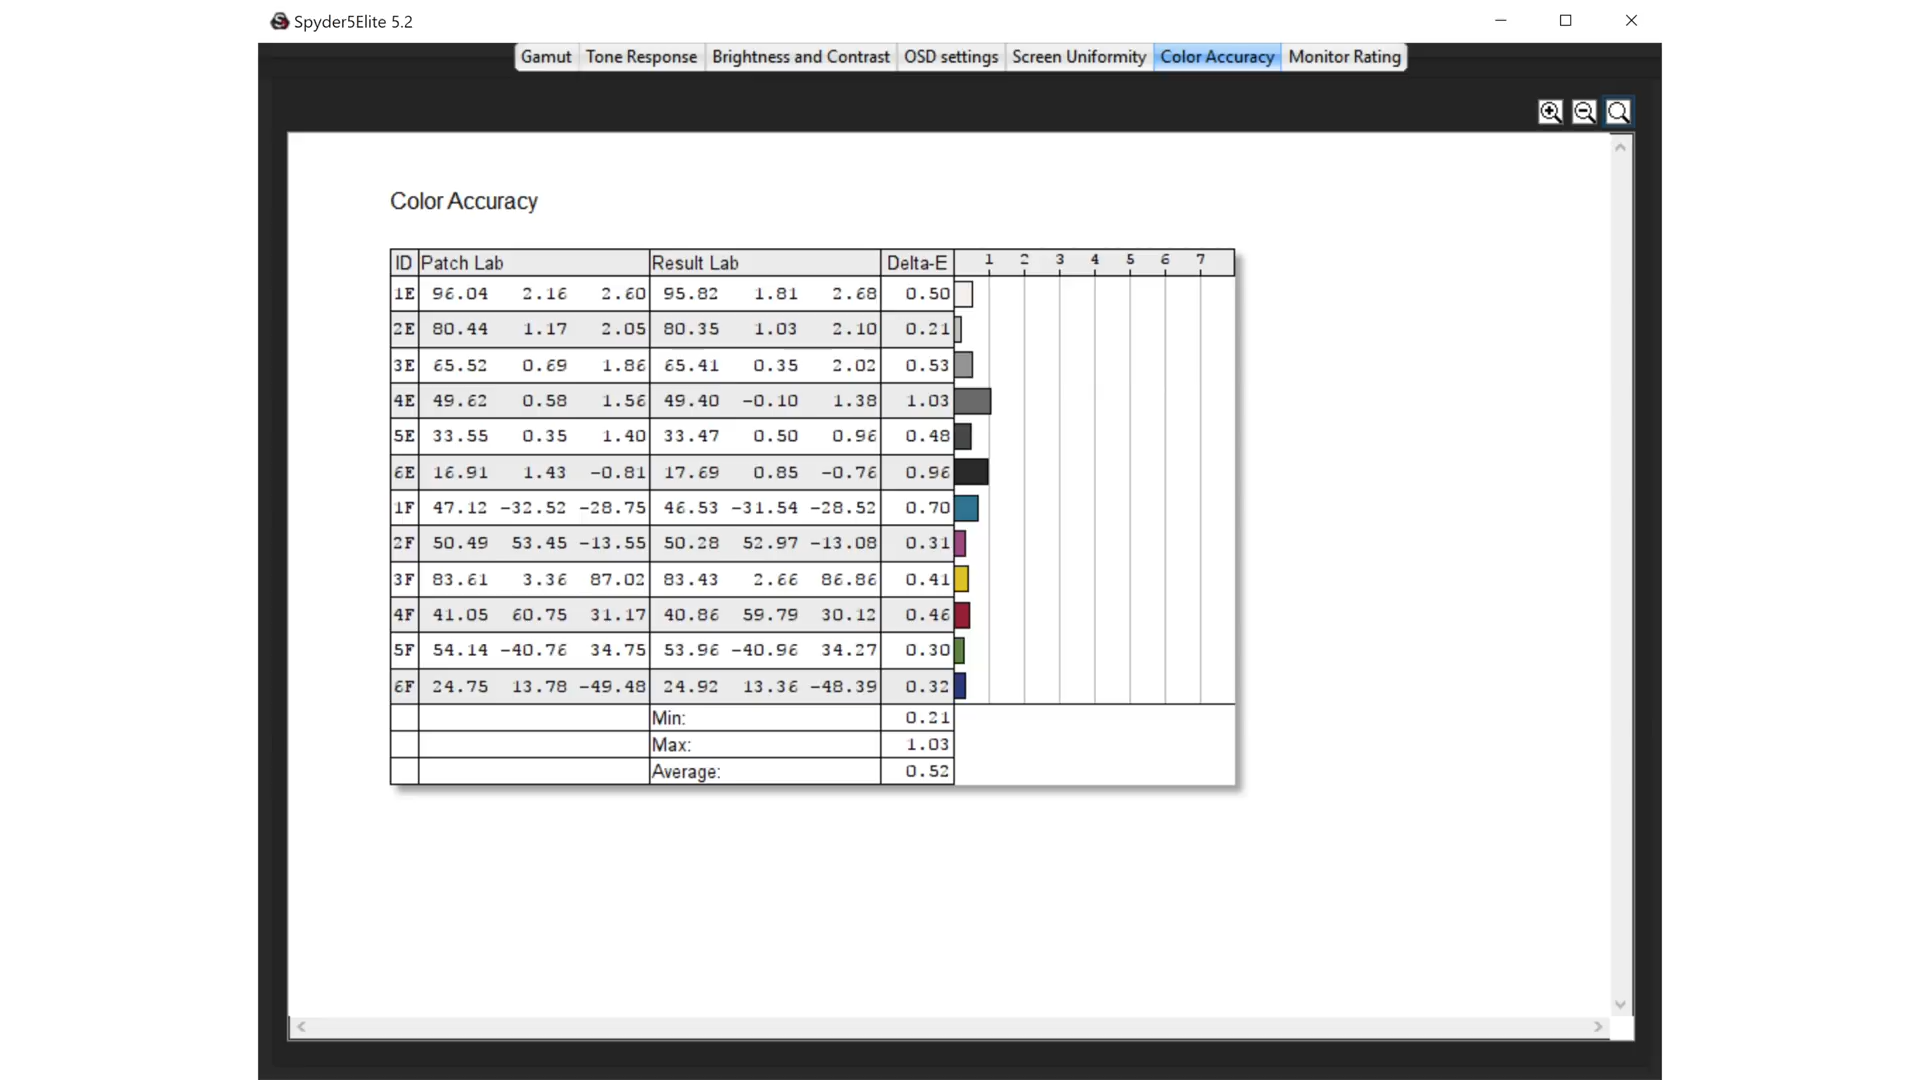 Spyder5Elite 5.2
Gamut Tone Response Brightness and Contrast OSD settings Screen Uniformity Color Accuracy Monitor Rating
Color Accuracy
ID Patch Lab Result Lab Delta-E 1 2 3 4 5 6 7
1E 96.04 2.16 2.60 95.82 1.81 2.68 0.50
2E 80.44 1.17 2.05 80.35 1.03 2.10 0.21
3E 65.52 0.69 1.86 65.41 0.35 2.02 0.53
4E 49.62 0.58 1.56 49.40 -0.10 1.38 1.03
5E 33.55 0.35 1.40 33.47 0.50 0.96 0.48
6E 16.91 1.43 -0.81 17.69 0.85 -0.76 0.96
1F 47.12 -32.52 -28.75 46.53 -31.54 -28.52 0.70
2F 50.49 53.45 -13.55 50.28 52.97 -13.08 0.31
3F 83.61 3.36 87.02 83.43 2.66 86.86 0.41
4F 41.05 60.75 31.17 40.86 59.79 30.12 0.46
5F 54.14 -40.76 34.75 53.96 -40.96 34.27 0.30
6F 24.75 13.78 -49.48 24.92 13.36 -48.39 0.32
Min: 0.21
Max: 1.03
Average: 0.52